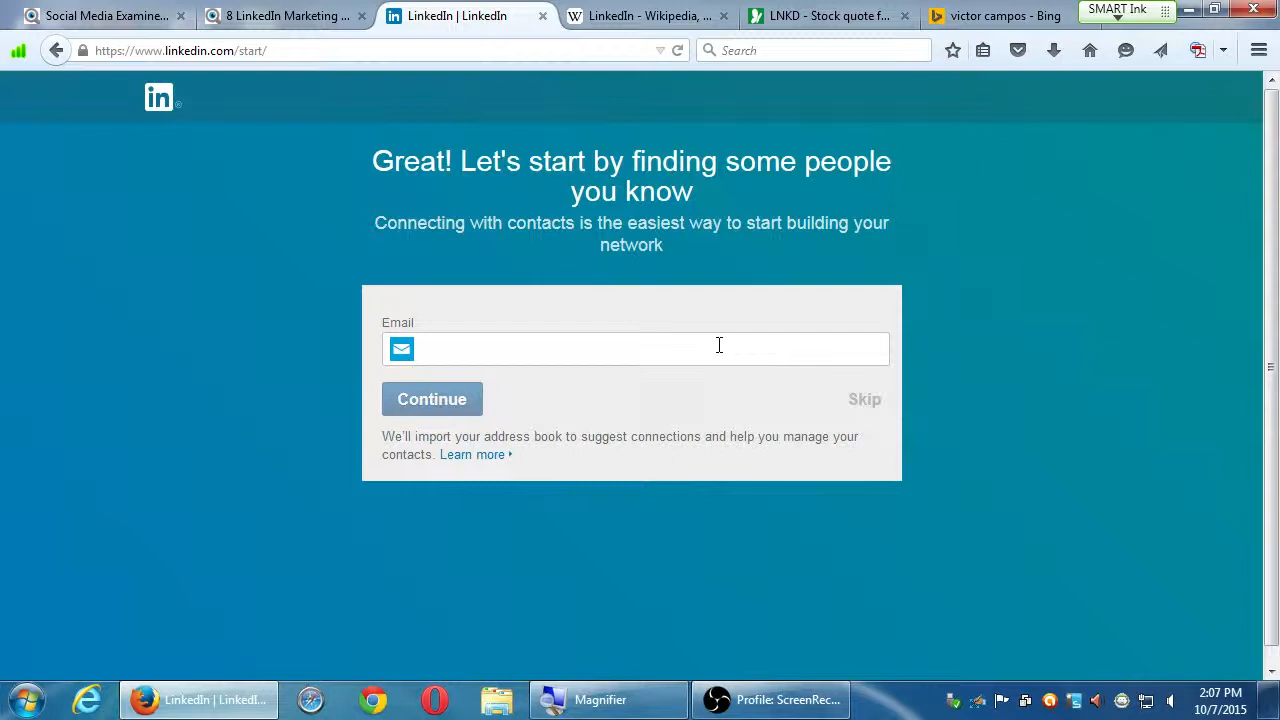 Social Media Examine...
8 LinkedIn Marketing ...
LinkedIn | LinkedIn
LinkedIn - Wikipedia, ...
LNKD - Stock quote f...
victor campos - Bing
SMART Ink
https://www.linkedin.com/start/
Search
in
Great! Let's start by finding some people
you know
Connecting with contacts is the easiest way to start building your
network
Email
Continue
Skip
We'll import your address book to suggest connections and help you manage your
contacts. Learn more
LinkedIn | LinkedI...
Magnifier
Profile: ScreenRec...
2:07 PM
10/7/2015